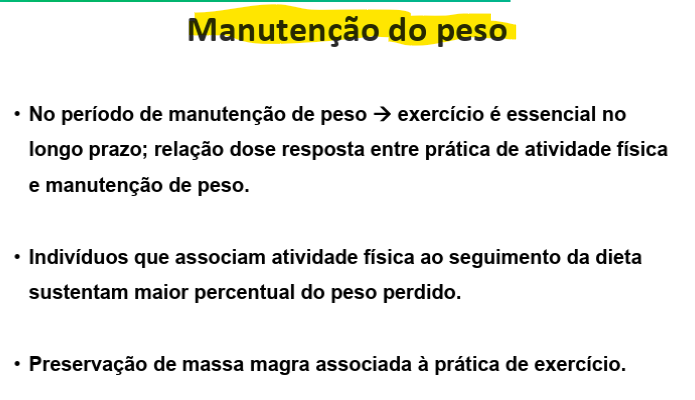 Manutenção do peso
• No período de manutenção de peso → exercício é essencial no
longo prazo; relação dose resposta entre prática de atividade física
e manutenção de peso.
• Indivíduos que associam atividade física ao seguimento da dieta
sustentam maior percentual do peso perdido.
• Preservação de massa magra associada à prática de exercício.